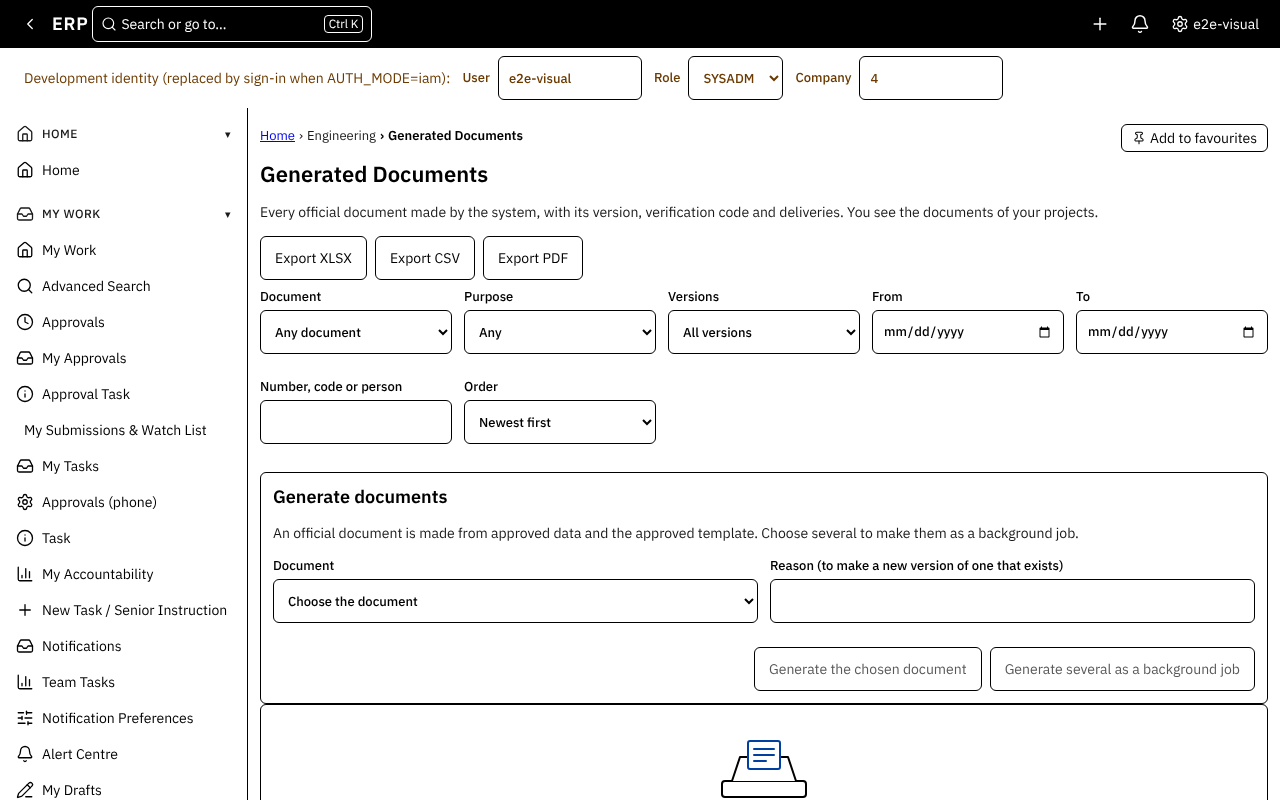 ERP
Search or go to...
Ctrl K
e2e-visual
Development identity (replaced by sign-in when AUTH_MODE=iam):
User
e2e-visual
Role
SYSADM
Company
4
HOME
Home
MY WORK
My Work
Advanced Search
Approvals
My Approvals
Approval Task
My Submissions & Watch List
My Tasks
Approvals (phone)
Task
My Accountability
New Task / Senior Instruction
Notifications
Team Tasks
Notification Preferences
Alert Centre
My Drafts
Home › Engineering › Generated Documents
Add to favourites
Generated Documents
Every official document made by the system, with its version, verification code and deliveries. You see the documents of your projects.
Export XLSX
Export CSV
Export PDF
Document
Purpose
Versions
From
To
Any document
Any
All versions
mm/dd/yyyy
mm/dd/yyyy
Number, code or person
Order
Newest first
Generate documents
An official document is made from approved data and the approved template. Choose several to make them as a background job.
Document
Reason (to make a new version of one that exists)
Choose the document
Generate the chosen document
Generate several as a background job